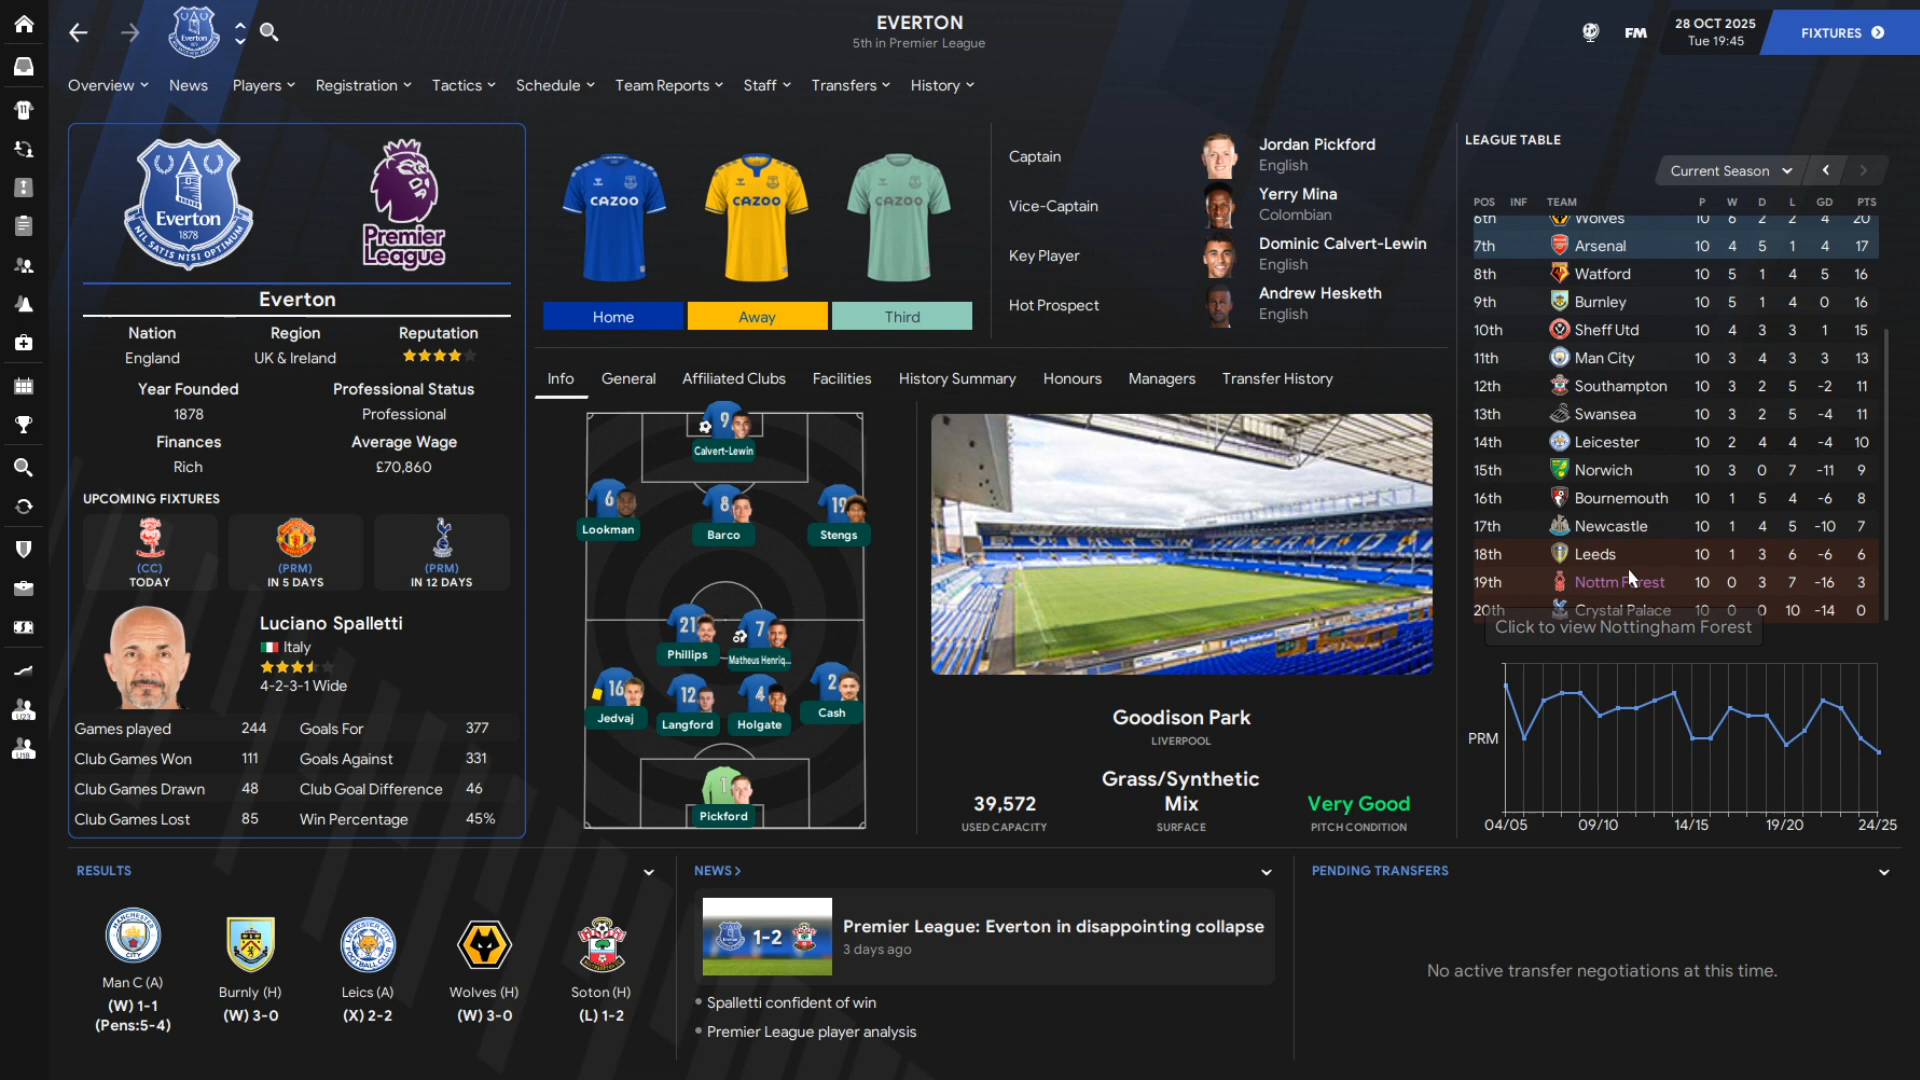 EVERTON
5th in Premier League
FM
28 OCT 2025
Tue 19:45
FIXTURES
Overview
News
Players
Registration
Tactics
Schedule
Team Reports
Staff
Transfers
History
Everton
1878
NIL SATIS NISI OPTIMUM
Premier
League
Everton
Nation
England
Region
UK & Ireland
Reputation
Year Founded
1878
Professional Status
Professional
Finances
Rich
Average Wage
£70,860
UPCOMING FIXTURES
(CC)
TODAY
(PRM)
IN 5 DAYS
(PRM)
IN 12 DAYS
Luciano Spalletti
Italy
4-2-3-1 Wide
Games played 244 Goals For 377
Club Games Won 111 Goals Against 331
Club Games Drawn 48 Club Goal Difference 46
Club Games Lost 85 Win Percentage 45%
CAZOO
CAZOO
CAZOO
Home
Away
Third
Captain
Jordan Pickford
English
Vice-Captain
Yerry Mina
Colombian
Key Player
Dominic Calvert-Lewin
English
Hot Prospect
Andrew Hesketh
English
Info
General
Affiliated Clubs
Facilities
History Summary
Honours
Managers
Transfer History
9
Calvert-Lewin
6
Lookman
8
Barco
19
Stengs
21
Phillips
7
Matheus Henriq...
16
Jedvaj
12
Langford
4
Holgate
2
Cash
1
Pickford
Goodison Park
LIVERPOOL
39,572
USED CAPACITY
Grass/Synthetic
Mix
SURFACE
Very Good
PITCH CONDITION
LEAGUE TABLE
Current Season
POS INF TEAM P W D L GD PTS
6th Wolves 10 6 2 2 4 20
7th Arsenal 10 4 5 1 4 17
8th Watford 10 5 1 4 5 16
9th Burnley 10 5 1 4 0 16
10th Sheff Utd 10 4 3 3 1 15
11th Man City 10 3 4 3 3 13
12th Southampton 10 3 2 5 -2 11
13th Swansea 10 3 2 5 -4 11
14th Leicester 10 2 4 4 -4 10
15th Norwich 10 3 0 7 -11 9
16th Bournemouth 10 1 5 4 -6 8
17th Newcastle 10 1 4 5 -10 7
18th Leeds 10 1 3 6 -6 6
19th Nottm Forest 10 0 3 7 -16 3
20th Crystal Palace 10 0 0 10 -14 0
Click to view Nottingham Forest
PRM
04/05 09/10 14/15 19/20 24/25
RESULTS
Man C (A)
(W) 1-1
(Pens:5-4)
Burnly (H)
(W) 3-0
Leics (A)
(X) 2-2
Wolves (H)
(W) 3-0
Soton (H)
(L) 1-2
NEWS >
1-2
Premier League: Everton in disappointing collapse
3 days ago
Spalletti confident of win
Premier League player analysis
PENDING TRANSFERS
No active transfer negotiations at this time.
U23
U18